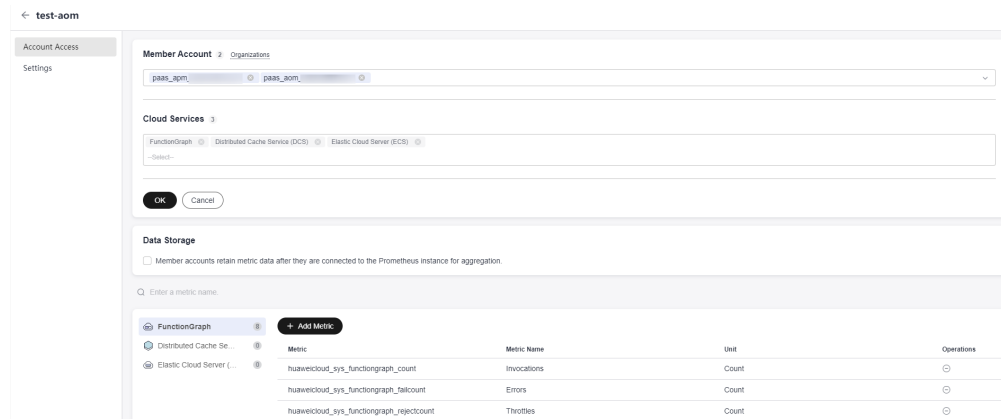 ← test-aom
Account Access
Settings
Member Account 2 Organizations
paas_apm_ paas_aom_
Cloud Services 3
FunctionGraph Distributed Cache Service (DCS) Elastic Cloud Server (ECS)
--Select--
OK Cancel
Data Storage
Member accounts retain metric data after they are connected to the Prometheus instance for aggregation.
Enter a metric name.
FunctionGraph
Distributed Cache Se... 0
Elastic Cloud Server (... 0
+ Add Metric
Metric Metric Name Unit Operations
huaweicloud_sys_functiongraph_count Invocations Count
huaweicloud_sys_functiongraph_failcount Errors Count
huaweicloud_sys_functiongraph_rejectcount Throttles Count